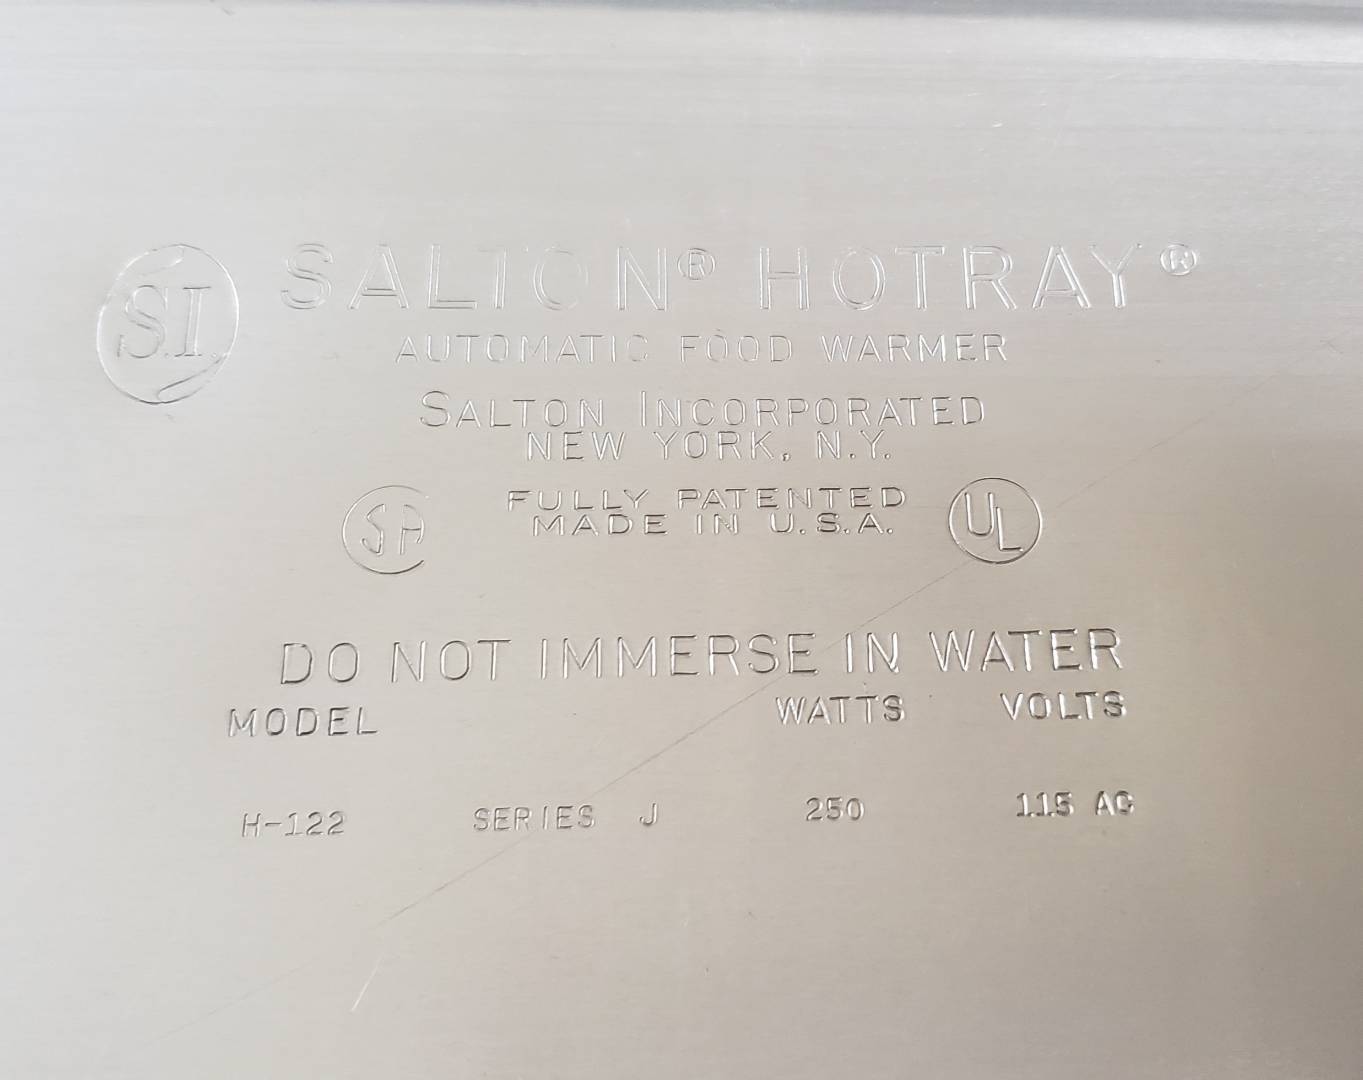 S.I. SALTON® HOTRAY®
AUTOMATIC FOOD WARMER
SALTON INCORPORATED
NEW YORK, N.Y.
SA FULLY PATENTED UL
MADE IN U.S.A.
DO NOT IMMERSE IN WATER
MODEL WATTS VOLTS
H-122 SERIES J 250 115 AC